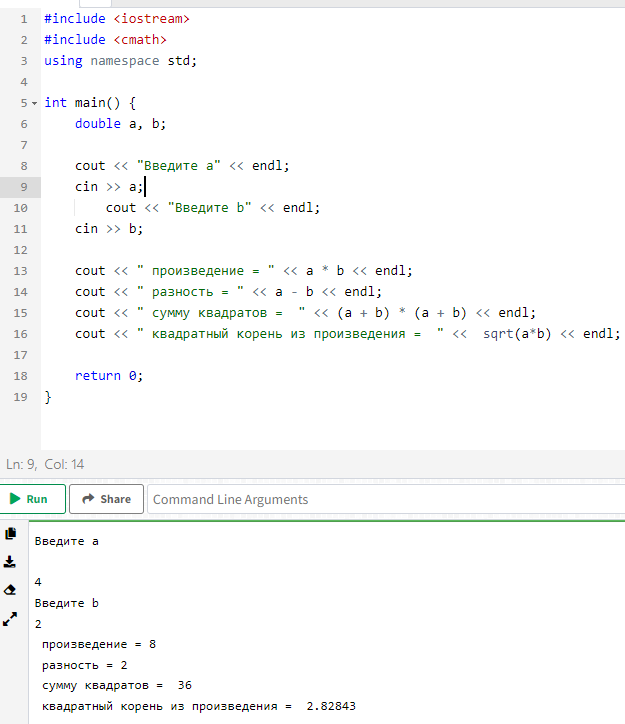 1 #include <iostream>
2 #include <cmath>
3 using namespace std;
4
5 int main() {
6 double a, b;
7
8 cout << "Введите a" << endl;
9 cin >> a;
10 cout << "Введите b" << endl;
11 cin >> b;
12
13 cout << " произведение = " << a * b << endl;
14 cout << " разность = " << a - b << endl;
15 cout << " сумму квадратов =  " << (a + b) * (a + b) << endl;
16 cout << " квадратный корень из произведения =  " <<  sqrt(a*b) << endl;
17
18 return 0;
19 }
Ln: 9, Col: 14
Run Share Command Line Arguments
Введите a
4
Введите b
2
произведение = 8
разность = 2
сумму квадратов =  36
квадратный корень из произведения =  2.82843